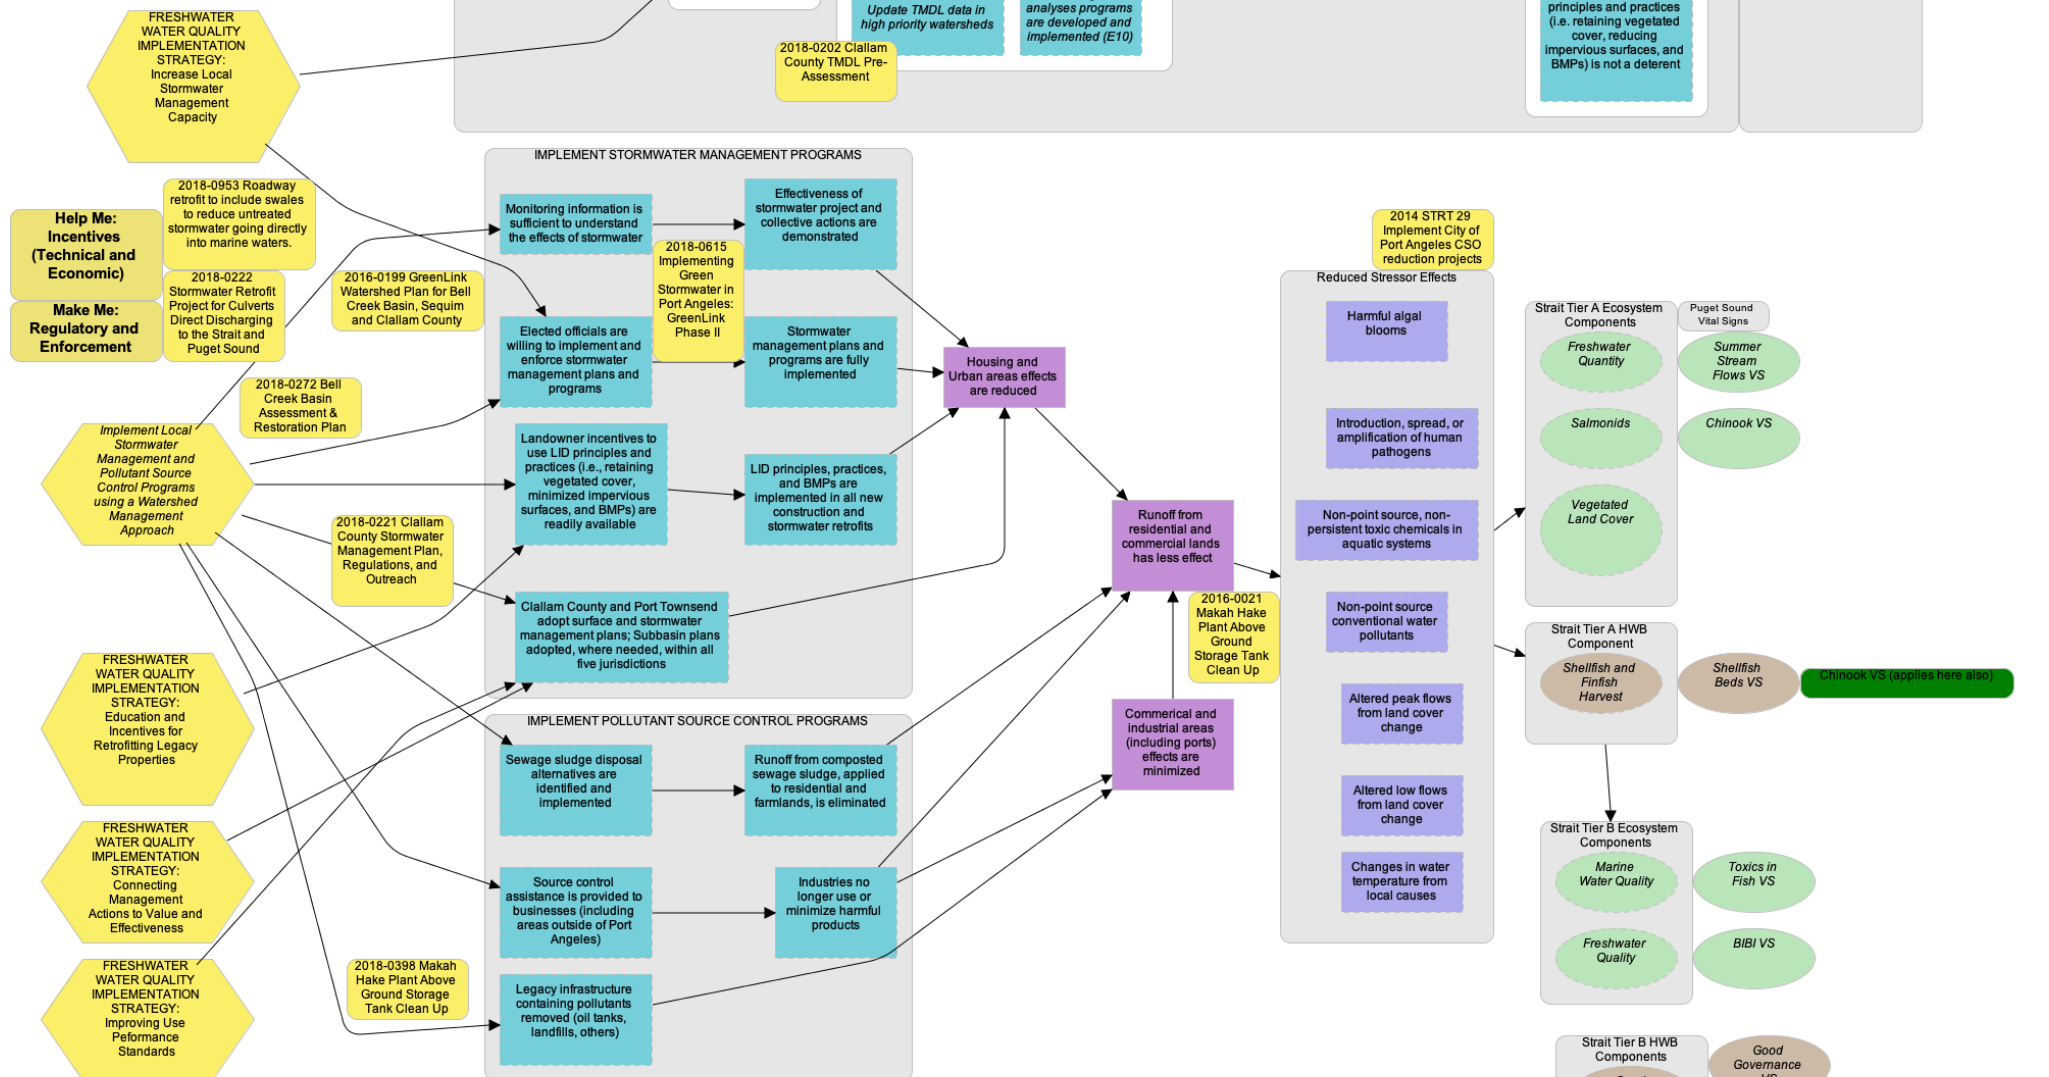 FRESHWATER
WATER QUALITY
IMPLEMENTATION
STRATEGY:
Increase Local
Stormwater
Management
Capacity
Update TMDL data in
high priority watersheds
analyses programs
are developed and
implemented (E10)
2018-0202 Clallam
County TMDL Pre-
Assessment
principles and practices
(i.e. retaining vegetated
cover, reducing
impervious surfaces, and
BMPs) is not a deterent
Help Me:
Incentives
(Technical and
Economic)
Make Me:
Regulatory and
Enforcement
2018-0953 Roadway
retrofit to include swales
to reduce untreated
stormwater going directly
into marine waters.
2018-0222
Stormwater Retrofit
Project for Culverts
Direct Discharging
to the Strait and
Puget Sound
2016-0199 GreenLink
Watershed Plan for Bell
Creek Basin, Sequim
and Clallam County
2018-0272 Bell
Creek Basin
Assessment &
Restoration Plan
Implement Local
Stormwater
Management and
Pollutant Source
Control Programs
using a Watershed
Management
Approach
2018-0221 Clallam
County Stormwater
Management Plan,
Regulations, and
Outreach
FRESHWATER
WATER QUALITY
IMPLEMENTATION
STRATEGY:
Education and
Incentives for
Retrofitting Legacy
Properties
FRESHWATER
WATER QUALITY
IMPLEMENTATION
STRATEGY:
Connecting
Management
Actions to Value and
Effectiveness
FRESHWATER
WATER QUALITY
IMPLEMENTATION
STRATEGY:
Improving Use
Peformance
Standards
2018-0398 Makah
Hake Plant Above
Ground Storage
Tank Clean Up
IMPLEMENT STORMWATER MANAGEMENT PROGRAMS
Monitoring information is
sufficient to understand
the effects of stormwater
Effectiveness of
stormwater project and
collective actions are
demonstrated
2018-0615
Implementing
Green
Stormwater in
Port Angeles:
GreenLink
Phase II
Elected officials are
willing to implement and
enforce stormwater
management plans and
programs
Stormwater
management plans and
programs are fully
implemented
Landowner incentives to
use LID principles and
practices (i.e., retaining
vegetated cover,
minimized impervious
surfaces, and BMPs) are
readily available
LID principles, practices,
and BMPs are
implemented in all new
construction and
stormwater retrofits
Clallam County and Port Townsend
adopt surface and stormwater
management plans; Subbasin plans
adopted, where needed, within all
five jurisdictions
IMPLEMENT POLLUTANT SOURCE CONTROL PROGRAMS
Sewage sludge disposal
alternatives are
identified and
implemented
Runoff from composted
sewage sludge, applied
to residential and
farmlands, is eliminated
Source control
assistance is provided to
businesses (including
areas outside of Port
Angeles)
Industries no
longer use or
minimize harmful
products
Legacy infrastructure
containing pollutants
removed (oil tanks,
landfills, others)
Housing and
Urban areas effects
are reduced
Runoff from
residential and
commercial lands
has less effect
2016-0021
Makah Hake
Plant Above
Ground
Storage Tank
Clean Up
Commerical and
industrial areas
(including ports)
effects are
minimized
2014 STRT 29
Implement City of
Port Angeles CSO
reduction projects
Reduced Stressor Effects
Harmful algal
blooms
Introduction, spread, or
amplification of human
pathogens
Non-point source, non-
persistent toxic chemicals in
aquatic systems
Non-point source
conventional water
pollutants
Altered peak flows
from land cover
change
Altered low flows
from land cover
change
Changes in water
temperature from
local causes
Strait Tier A Ecosystem
Components
Puget Sound
Vital Signs
Freshwater
Quantity
Summer
Stream
Flows VS
Salmonids
Chinook VS
Vegetated
Land Cover
Strait Tier A HWB
Component
Shellfish and
Finfish
Harvest
Shellfish
Beds VS
Chinook VS (applies here also)
Strait Tier B Ecosystem
Components
Marine
Water Quality
Toxics in
Fish VS
Freshwater
Quality
BIBI VS
Strait Tier B HWB
Components
Good
Governance